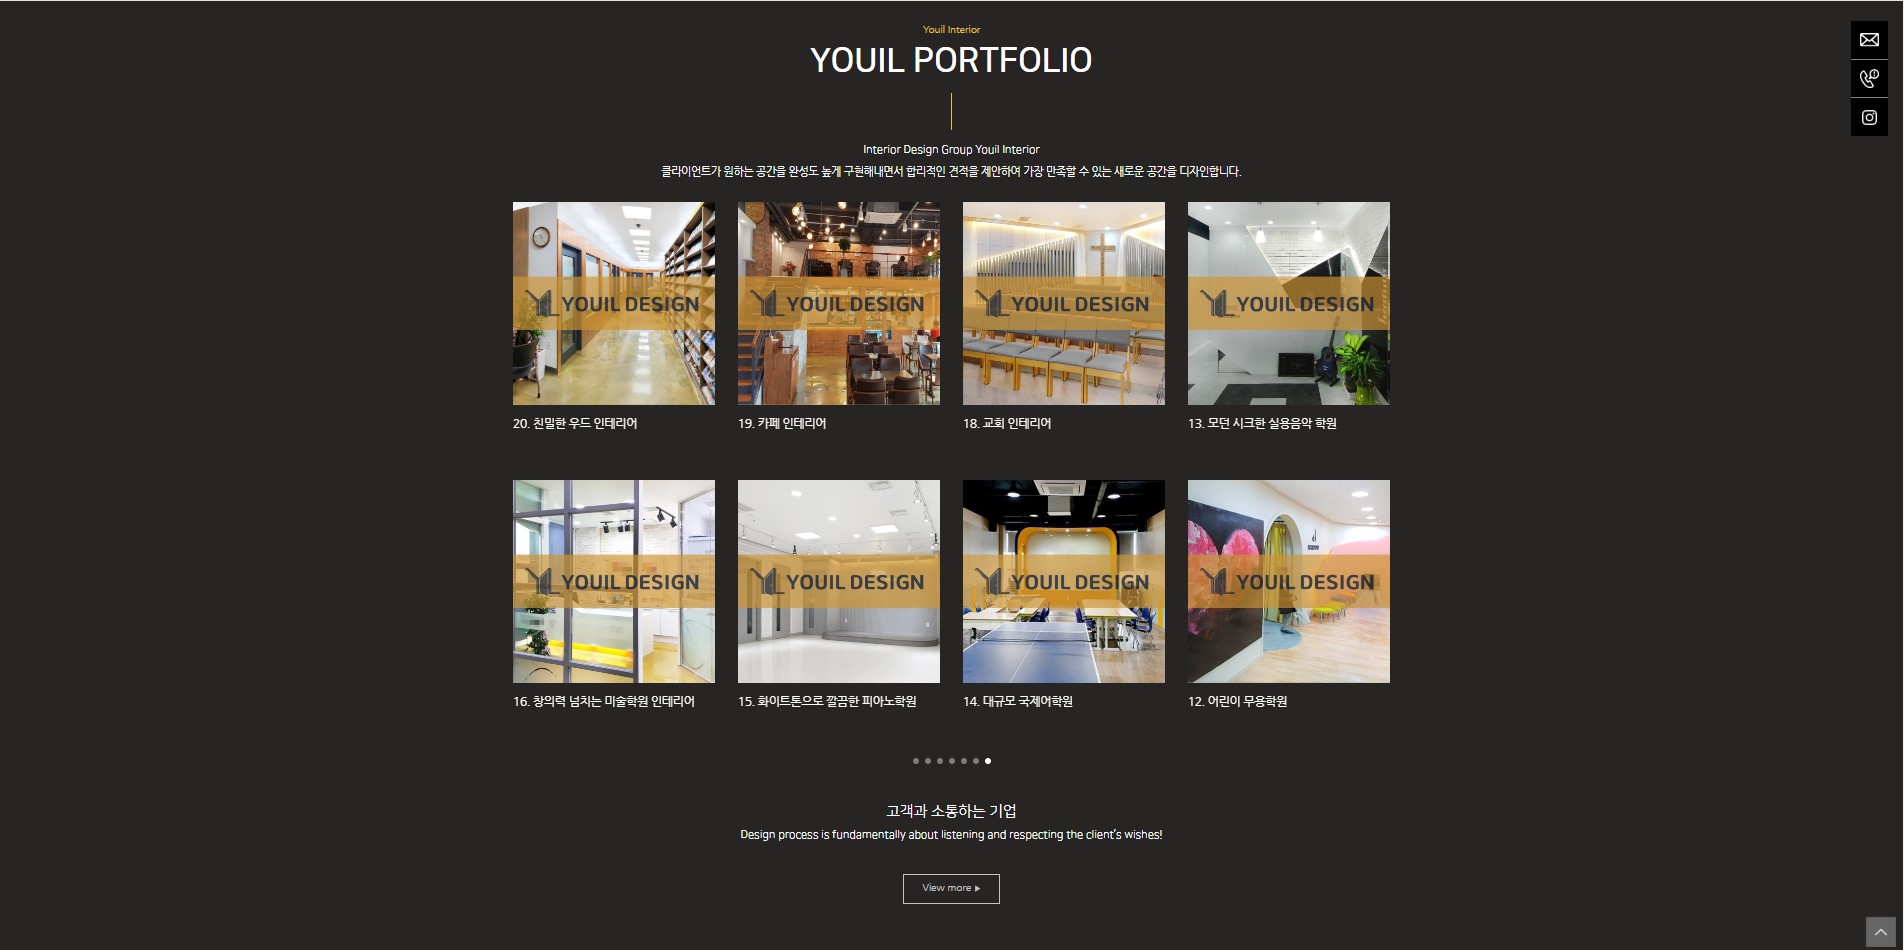 Youil Interior
YOUIL PORTFOLIO
Interior Design Group Youil Interior
클라이언트가 원하는 공간을 완성도 높게 구현해내면서 합리적인 견적을 제안하여 가장 만족할 수 있는 새로운 공간을 디자인합니다.
YOUIL DESIGN
YOUIL DESIGN
YOUIL DESIGN
YOUIL DESIGN
20. 친밀한 우드 인테리어
19. 카페 인테리어
18. 교회 인테리어
13. 모던 시크한 실용음악 학원
YOUIL DESIGN
YOUIL DESIGN
YOUIL DESIGN
YOUIL DESIGN
16. 창의력 넘치는 미술학원 인테리어
15. 화이트톤으로 깔끔한 피아노학원
14. 대규모 국제어학원
12. 어린이 무용학원
고객과 소통하는 기업
Design process is fundamentally about listening and respecting the client's wishes!
View more